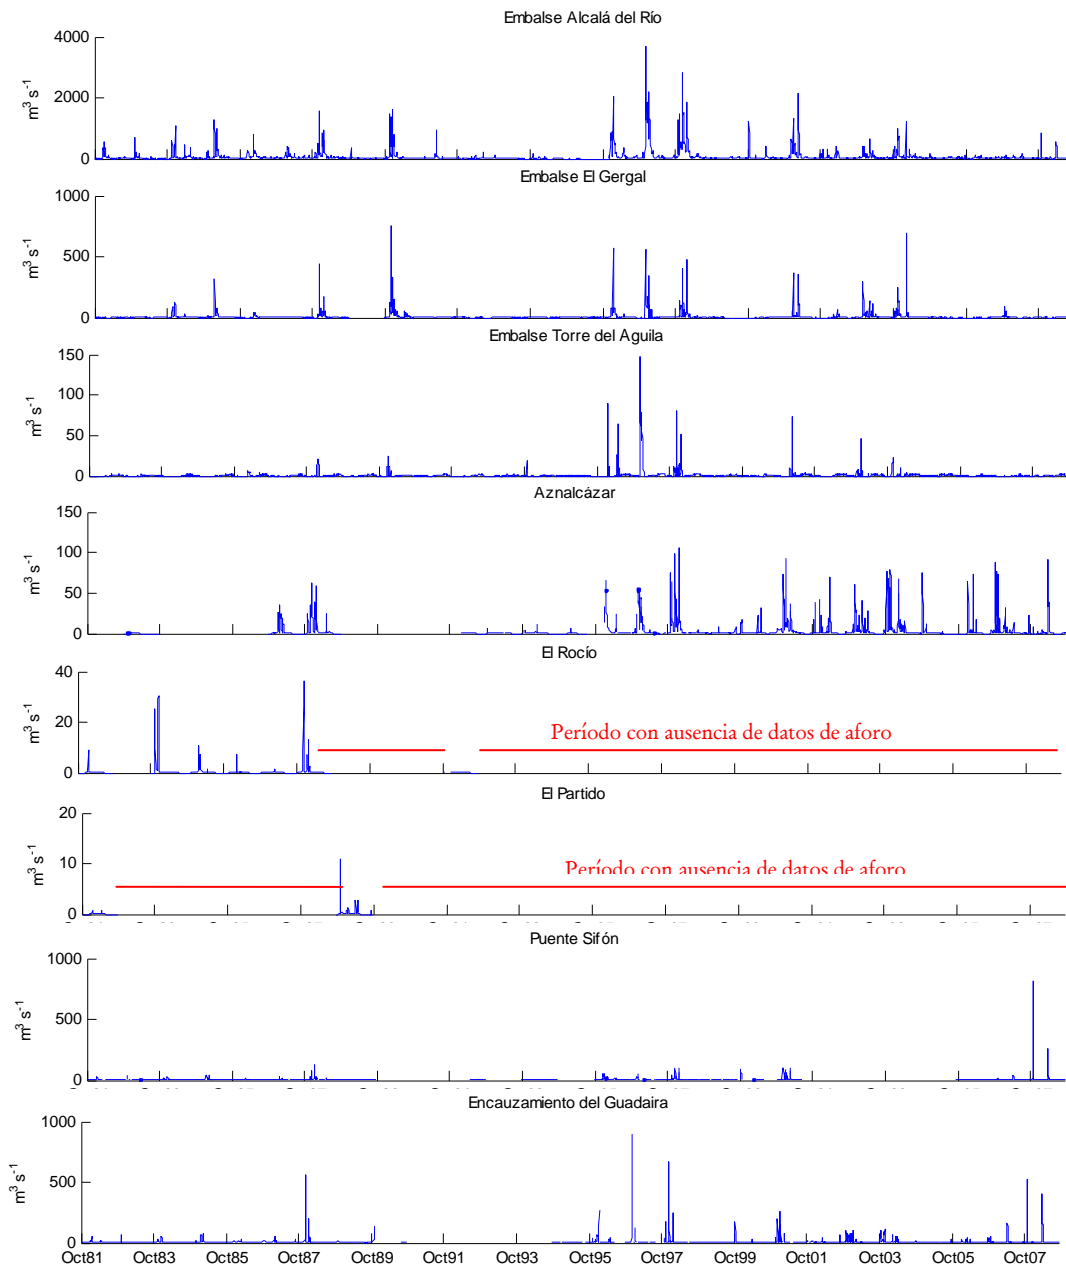 Embalse Alcalá del Río
4000
2000
0
m³ s⁻¹
Embalse El Gergal
1000
500
0
m³ s⁻¹
Embalse Torre del Aguila
150
100
50
0
m³ s⁻¹
Aznalcázar
150
100
50
0
m³ s⁻¹
El Rocío
40
20
0
m³ s⁻¹
Período con ausencia de datos de aforo
El Partido
20
10
0
m³ s⁻¹
Período con ausencia de datos de aforo
Puente Sifón
1000
500
0
m³ s⁻¹
Encauzamiento del Guadaira
1000
500
0
m³ s⁻¹
Oct81 Oct83 Oct85 Oct87 Oct89 Oct91 Oct93 Oct95 Oct97 Oct99 Oct01 Oct03 Oct05 Oct07